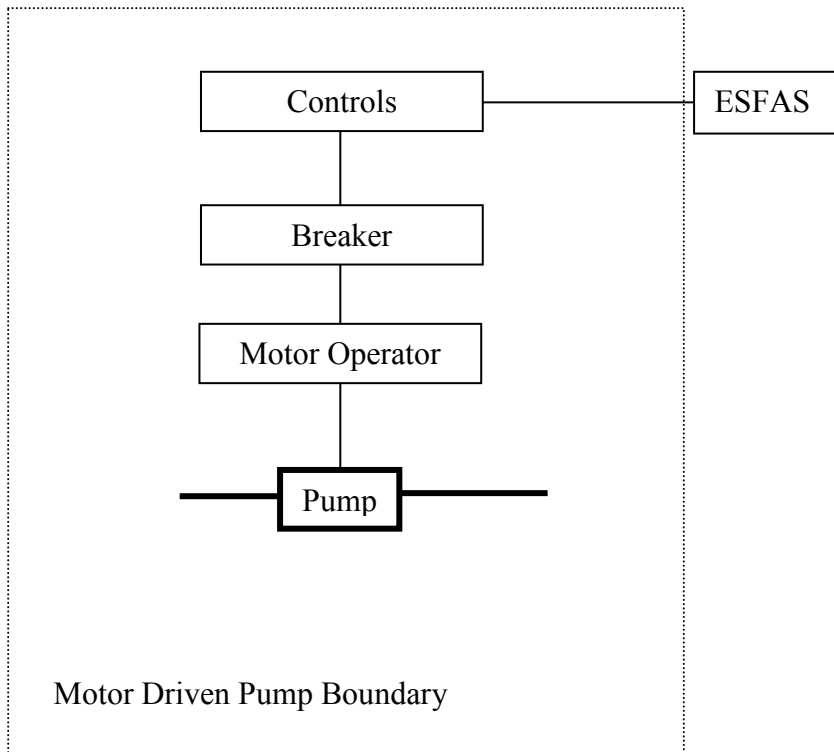 Controls
ESFAS
Breaker
Motor Operator
Pump
Motor Driven Pump Boundary